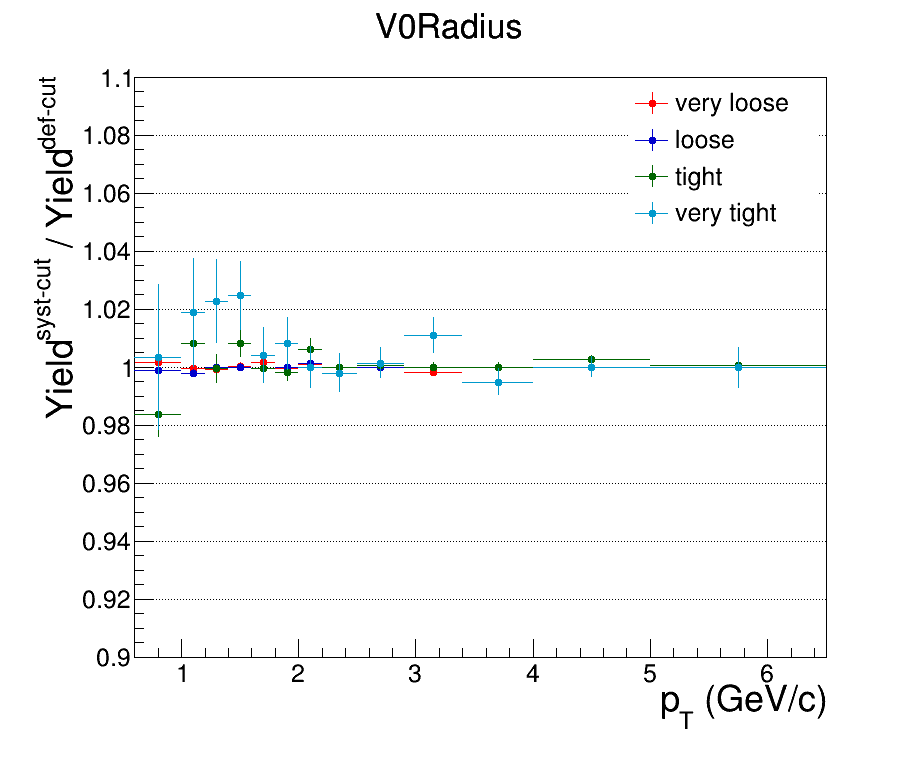 V0Radius
Yield^syst-cut / Yield^def-cut
1.1
1.08
1.06
1.04
1.02
1
0.98
0.96
0.94
0.92
0.9
very loose
loose
tight
very tight
1 2 3 4 5 6
p_T (GeV/c)